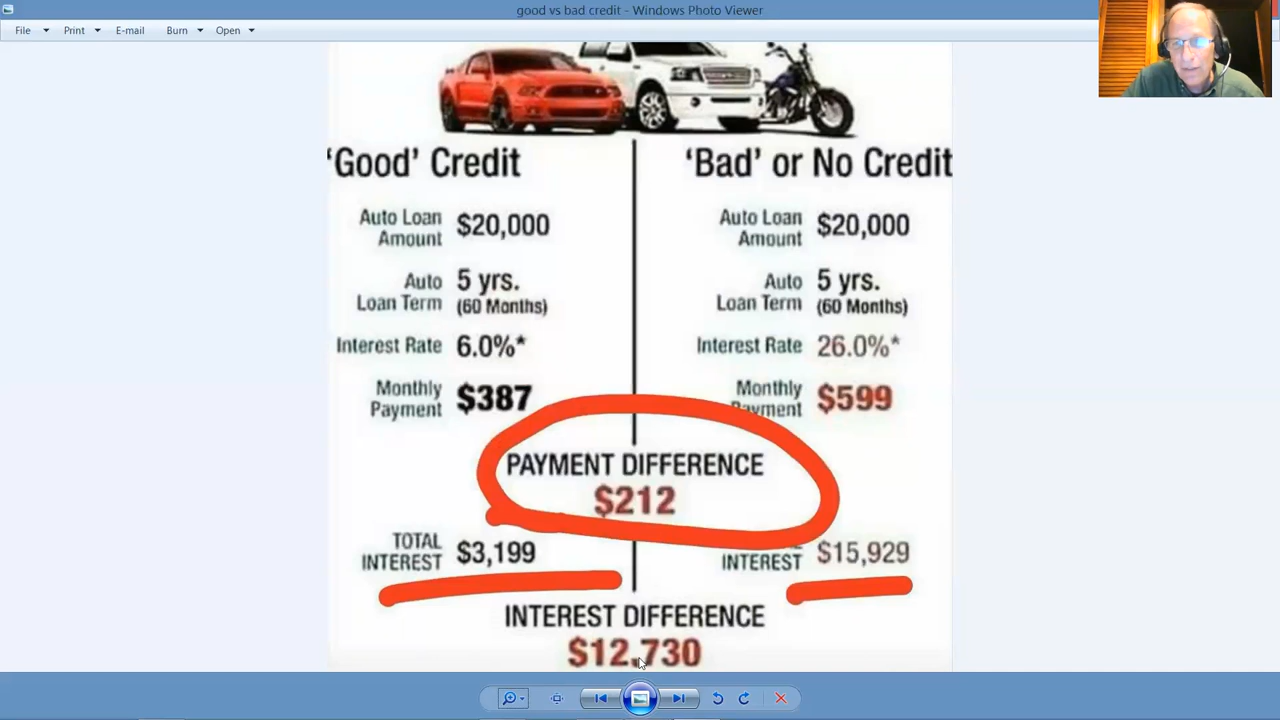 good vs bad credit - Windows Photo Viewer
File Print E-mail Burn Open
'Good' Credit
Auto Loan Amount $20,000
Auto Loan Term 5 yrs. (60 Months)
Interest Rate 6.0%*
Monthly Payment $387
'Bad' or No Credit
Auto Loan Amount $20,000
Auto Loan Term 5 yrs. (60 Months)
Interest Rate 26.0%*
Monthly Payment $599
PAYMENT DIFFERENCE
$212
TOTAL INTEREST $3,199
INTEREST $15,929
INTEREST DIFFERENCE
$12,730